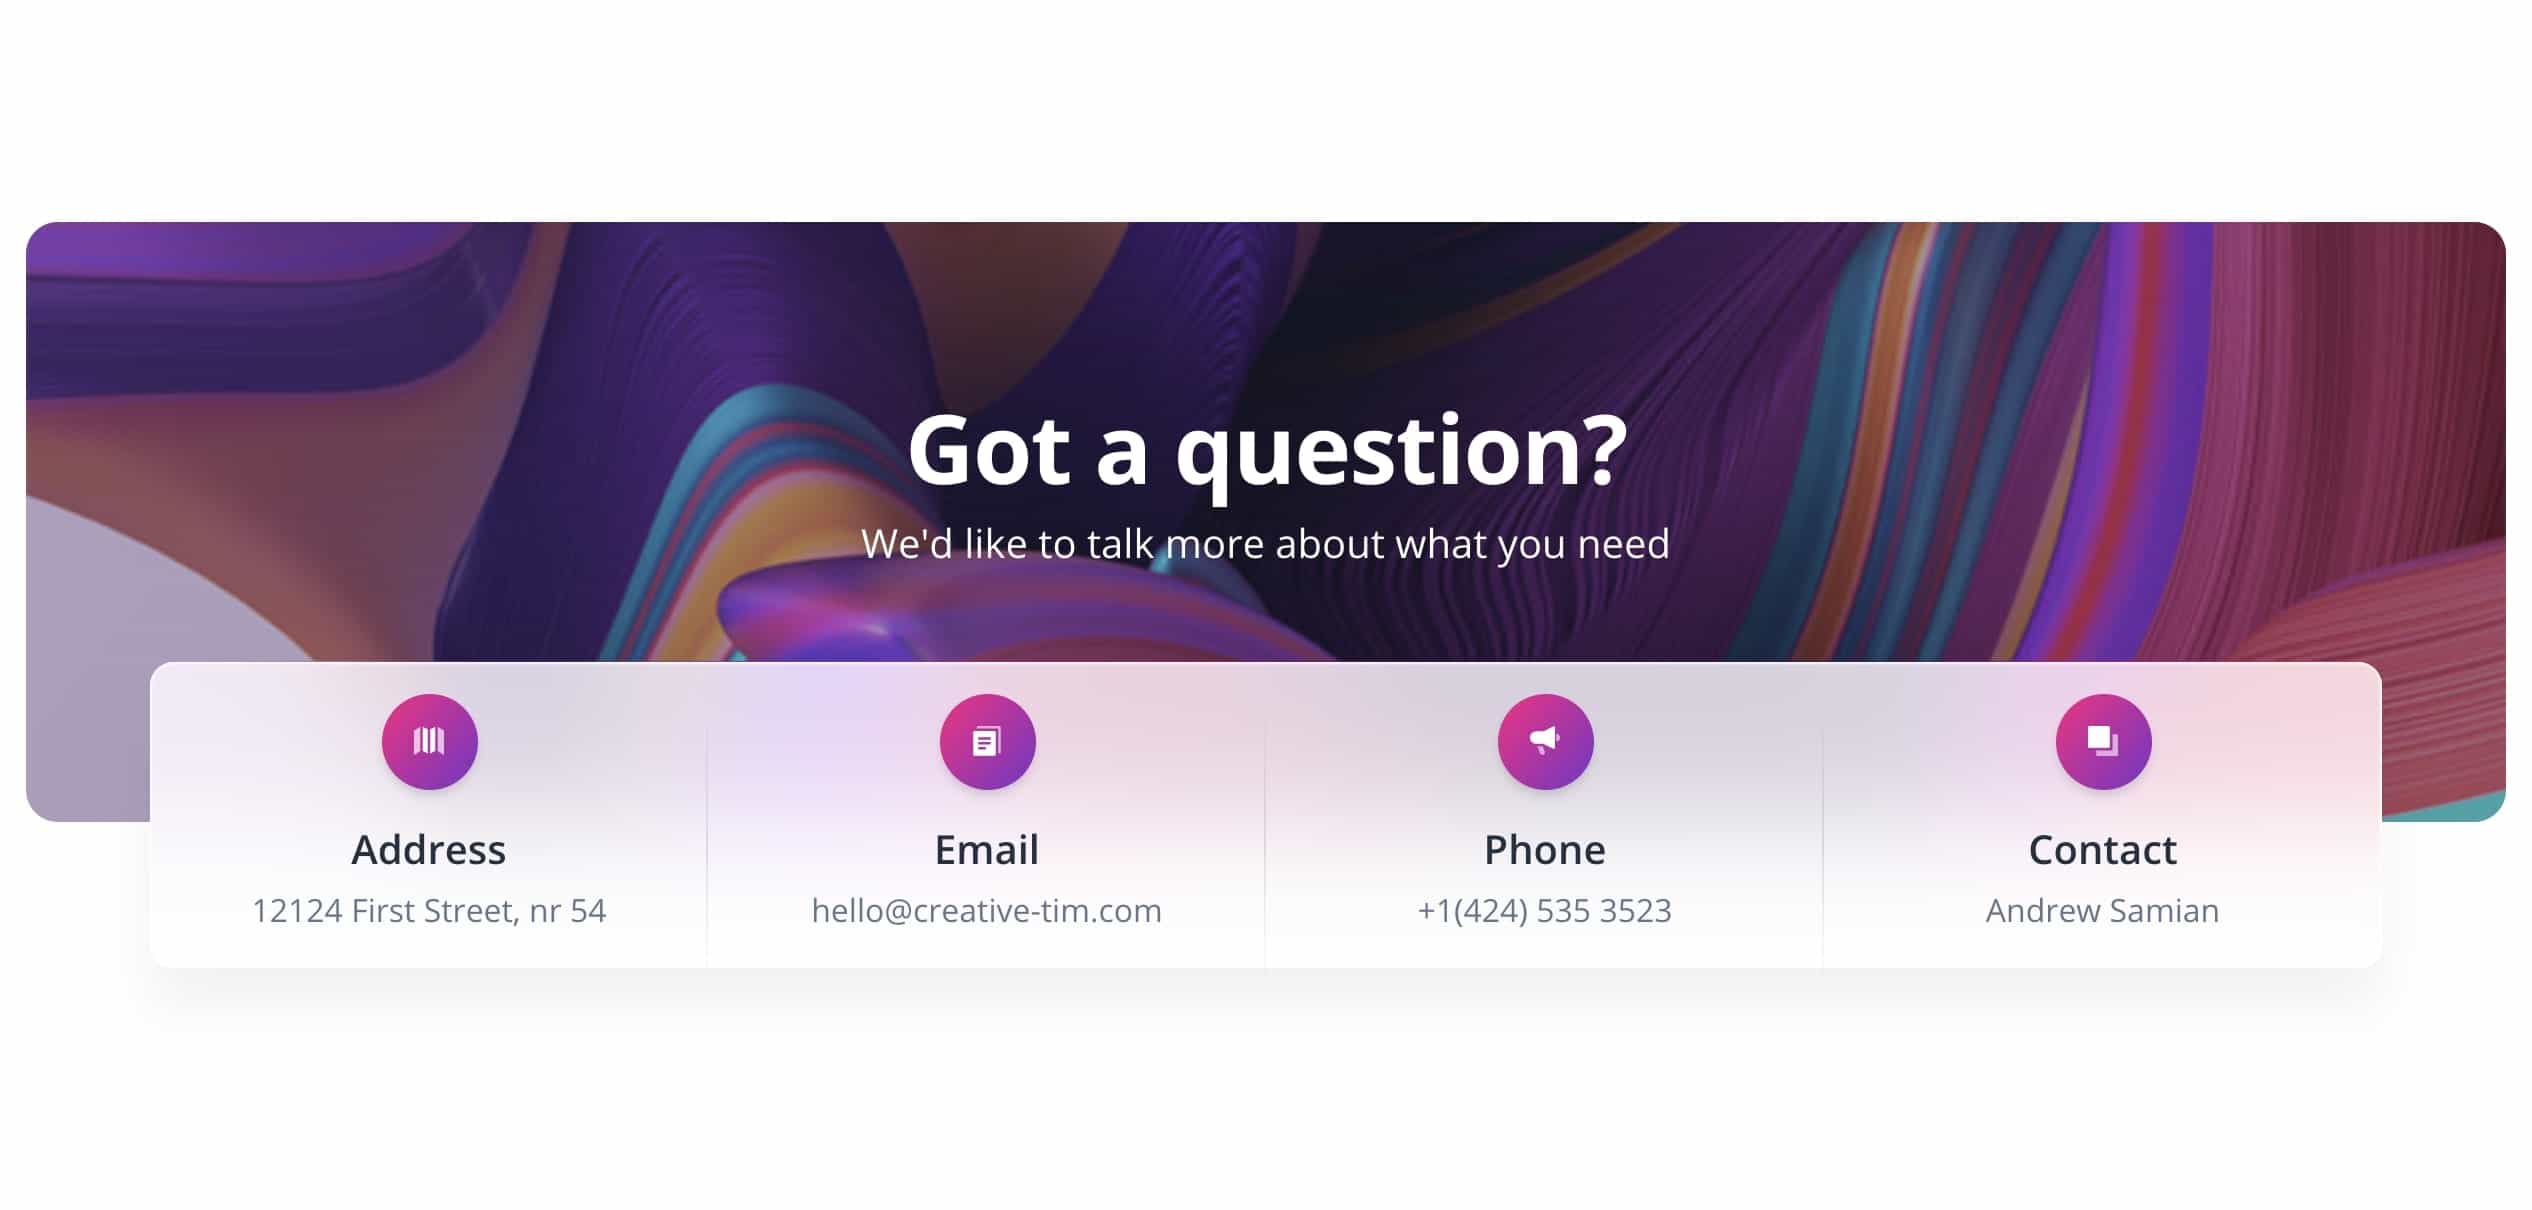 Got a question?
We'd like to talk more about what you need
Address
12124 First Street, nr 54
Email
hello@creative-tim.com
Phone
+1(424) 535 3523
Contact
Andrew Samian